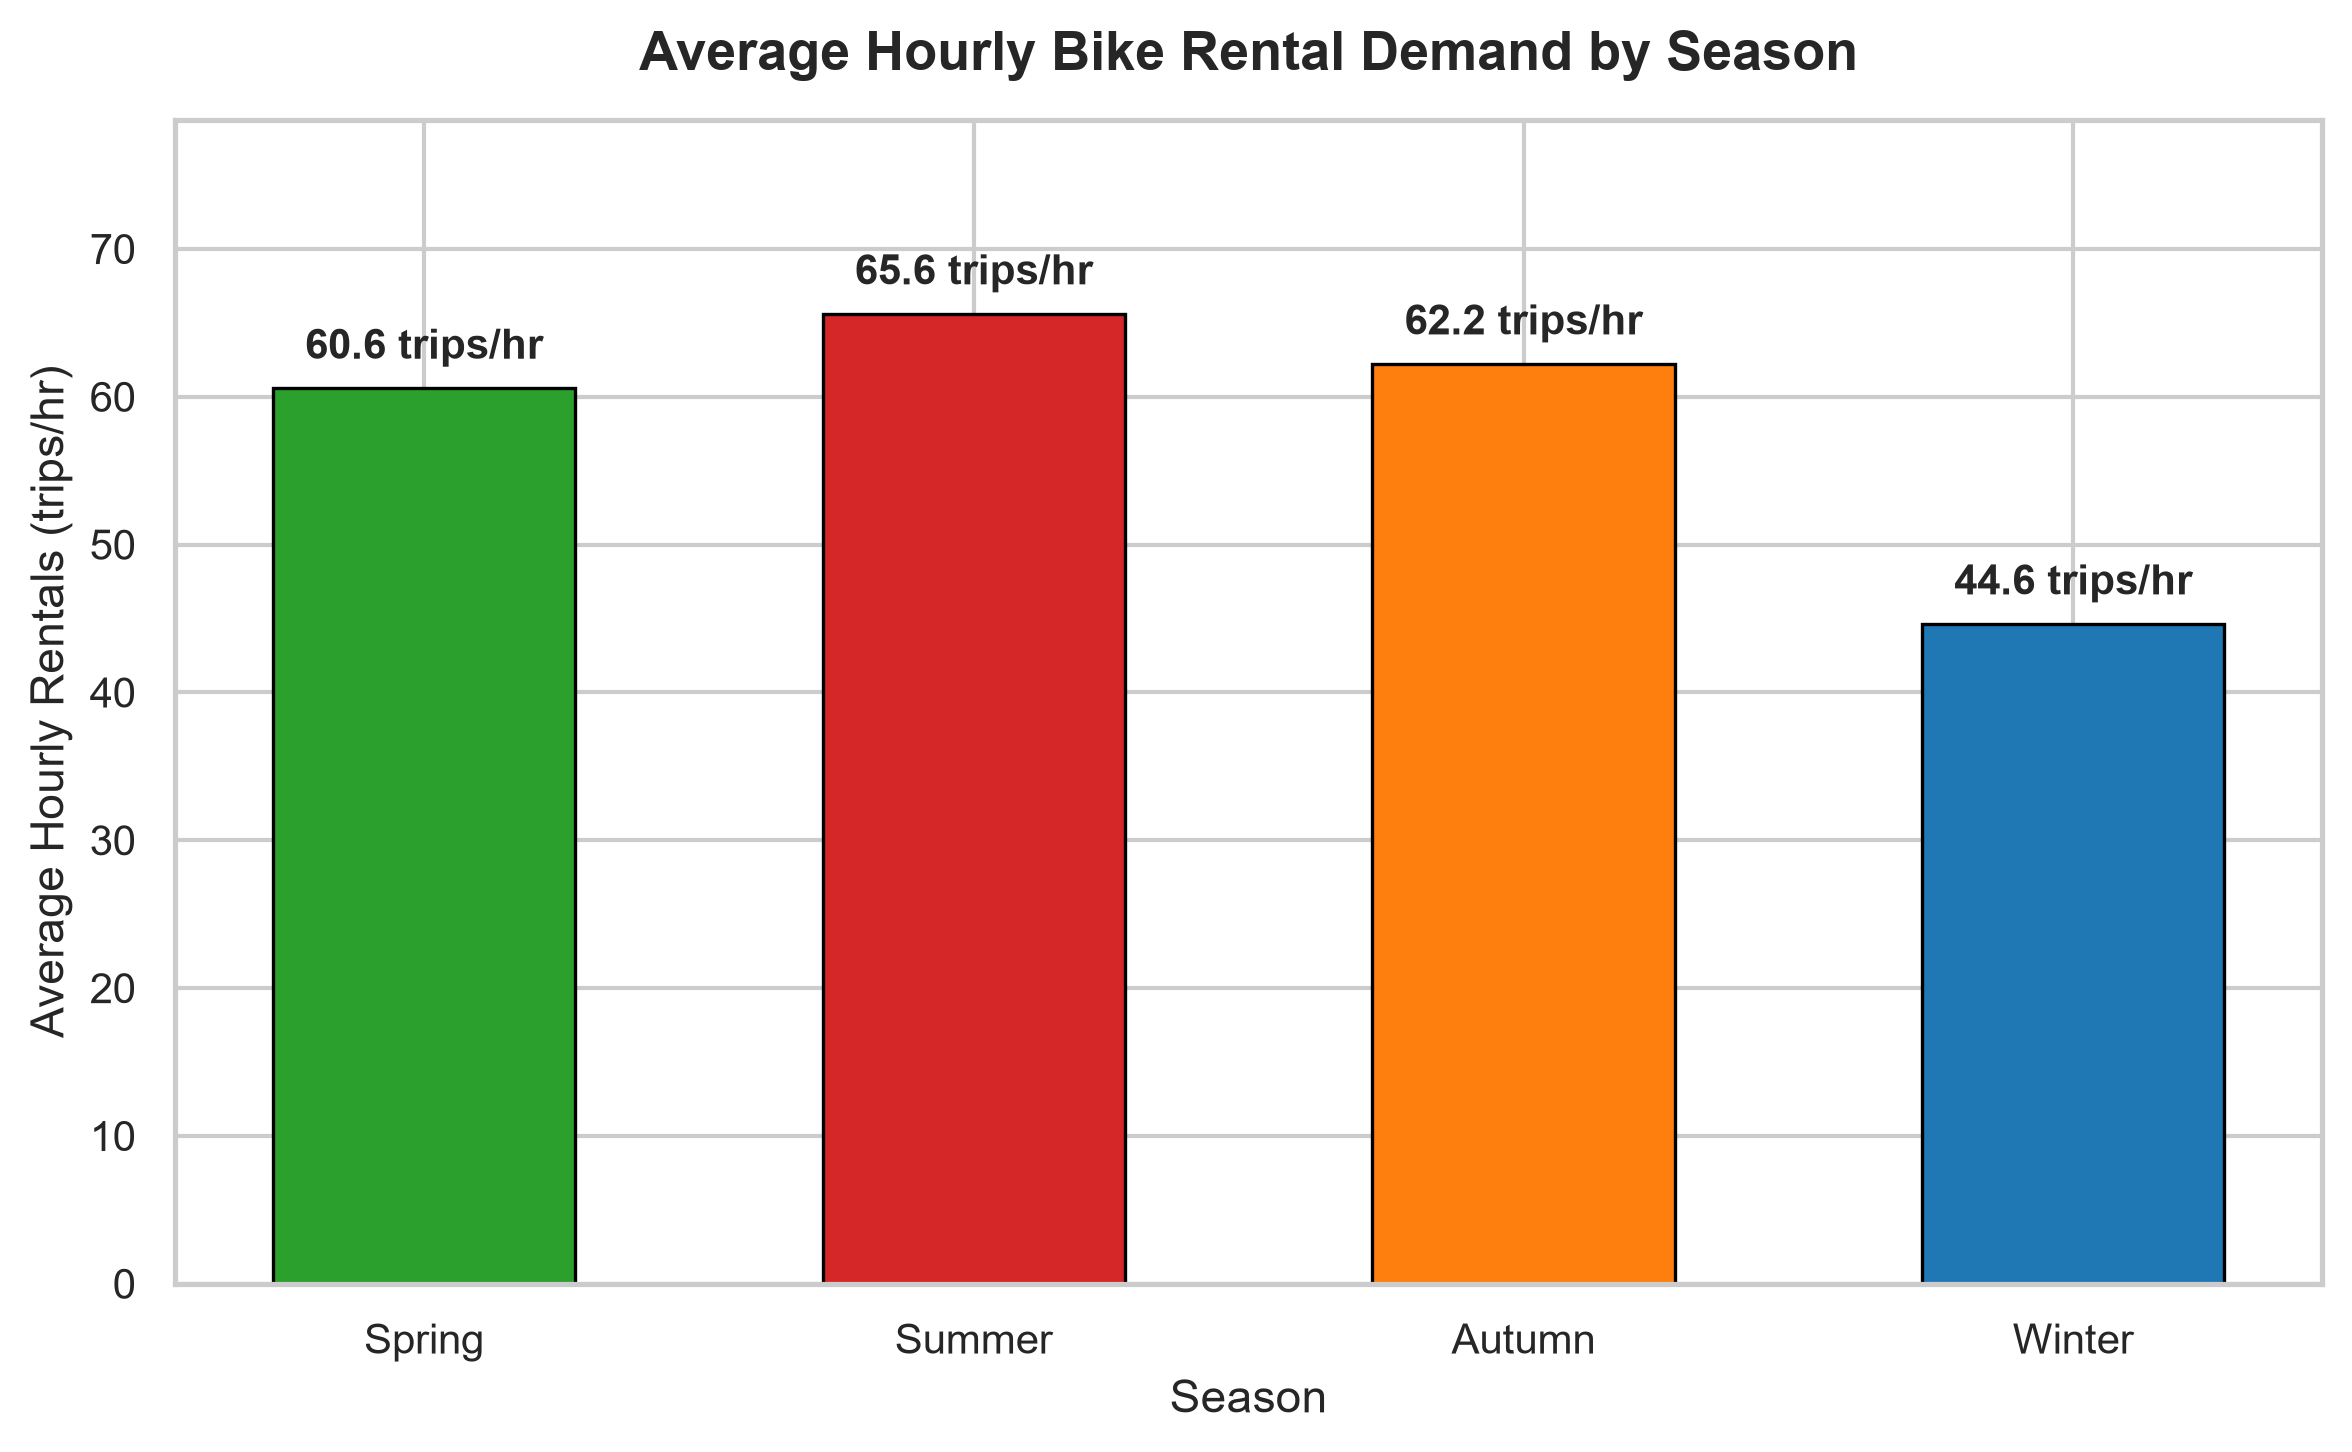 Average Hourly Bike Rental Demand by Season
Average Hourly Rentals (trips/hr)
70
60
50
40
30
20
10
0
60.6 trips/hr
65.6 trips/hr
62.2 trips/hr
44.6 trips/hr
Spring
Summer
Autumn
Winter
Season